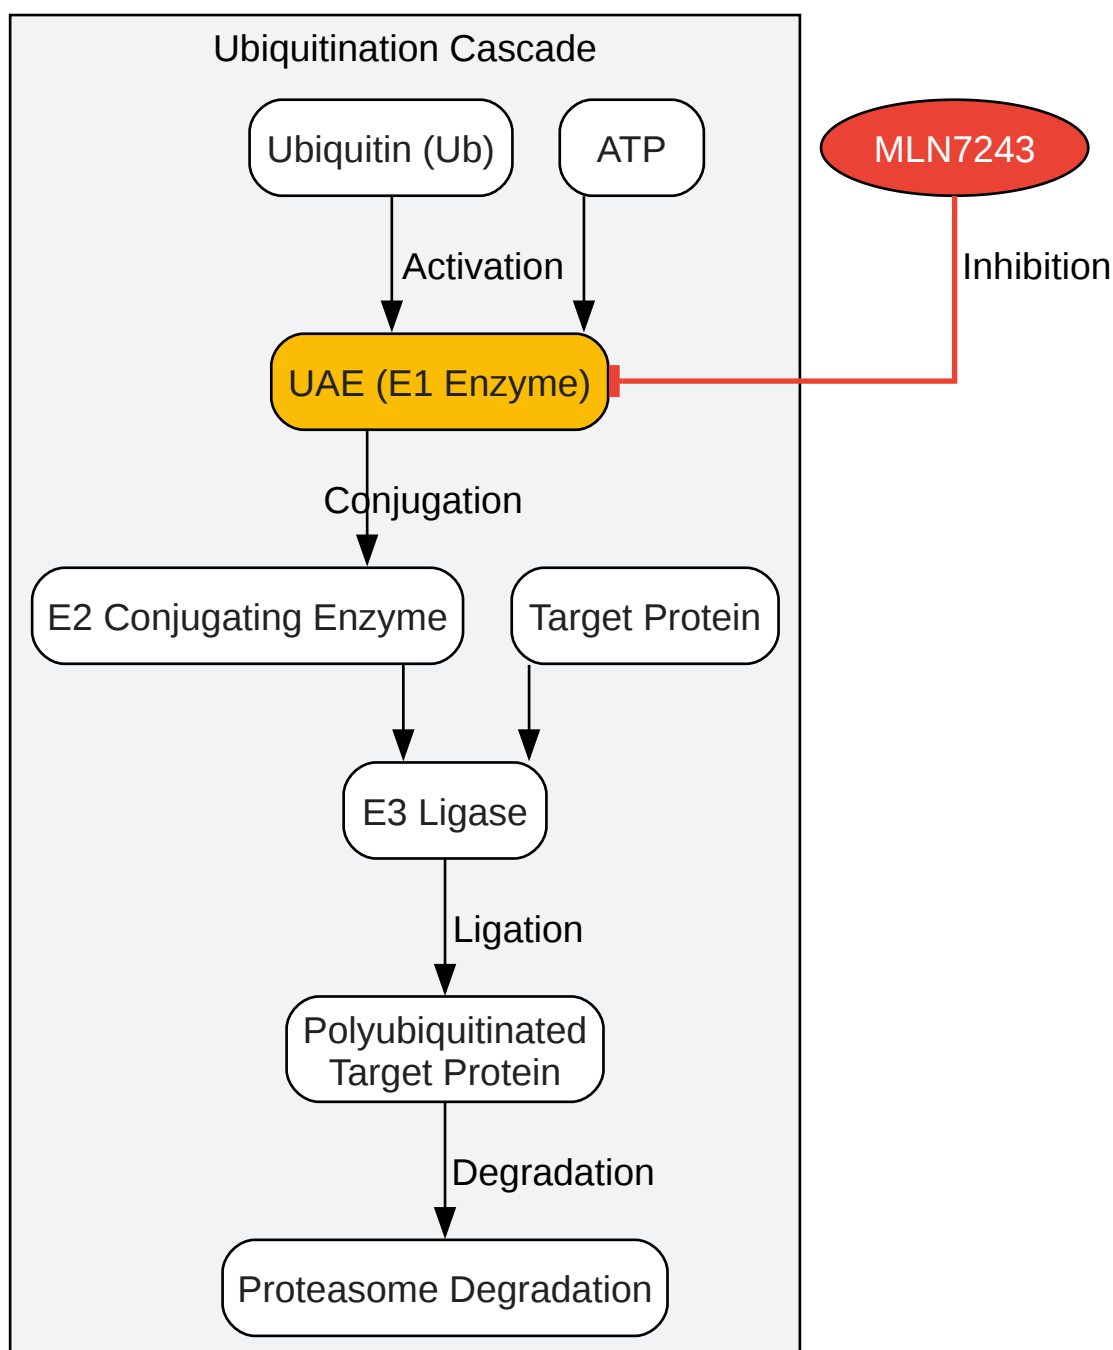 Ubiquitination Cascade
Ubiquitin (Ub)
ATP
MLN7243
Activation
Inhibition
UAE (E1 Enzyme)
Conjugation
E2 Conjugating Enzyme
Target Protein
E3 Ligase
Ligation
Polyubiquitinated
Target Protein
Degradation
Proteasome Degradation